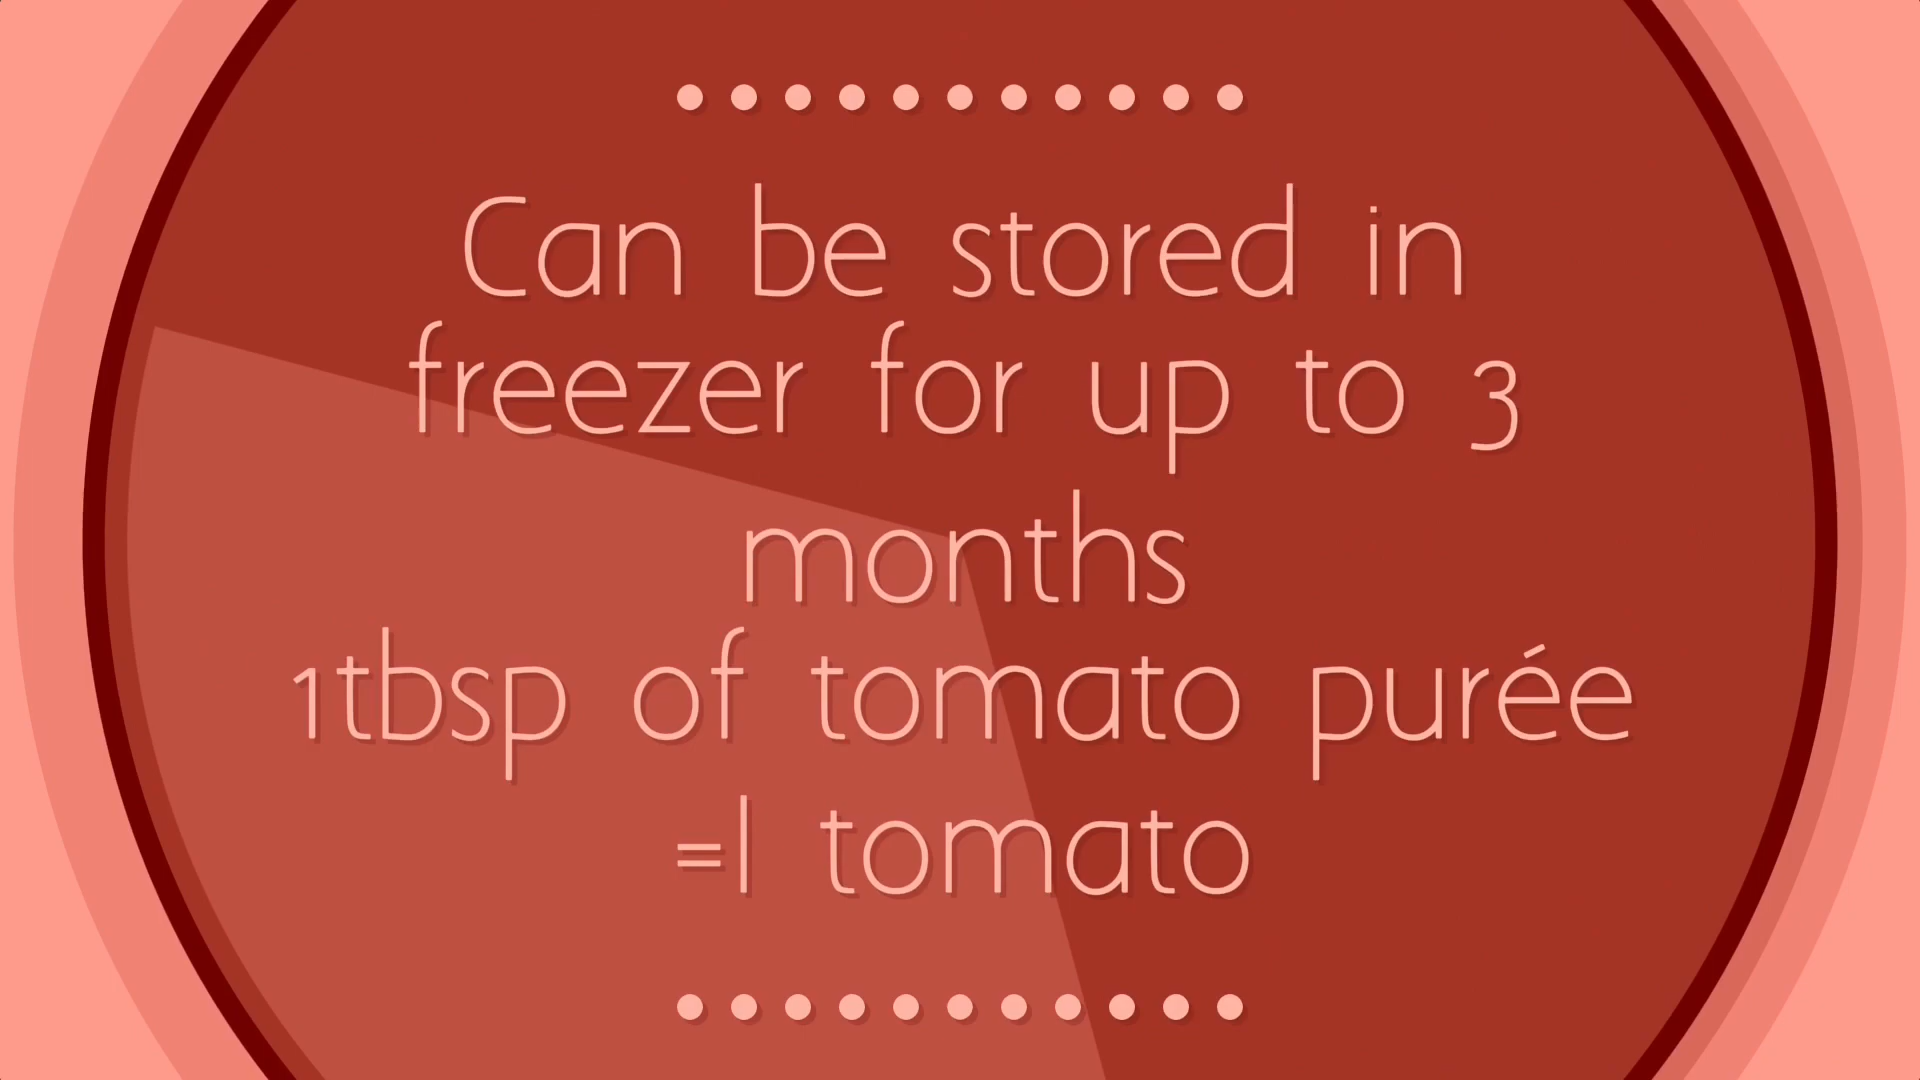 Can be stored in
freezer for up to 3
months
1tbsp of tomato purée
=1 tomato